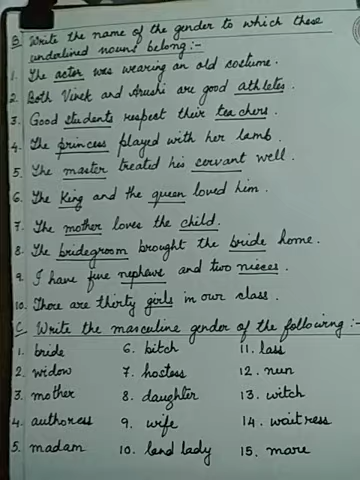 B. Write the name of the gender to which these
underlined nouns belong:-
1. The actor was wearing an old costume.
2. Both Vivek and Arushi are good athletes.
3. Good students respect their teachers.
4. The princess played with her lamb.
5. The master treated his cervant well.
6. The King and the queen loved him.
7. The mother loves the child.
8. The bridegroom brought the bride home.
9. I have five nephews and two nieces.
10. There are thirty girls in our class.
C. Write the masculine gender of the following:-
1. bride 6. bitch 11. lass
2. widow 7. hostess 12. nun
3. mother 8. daughter 13. witch
4. authoress 9. wife 14. waitress
5. madam 10. land lady 15. mare